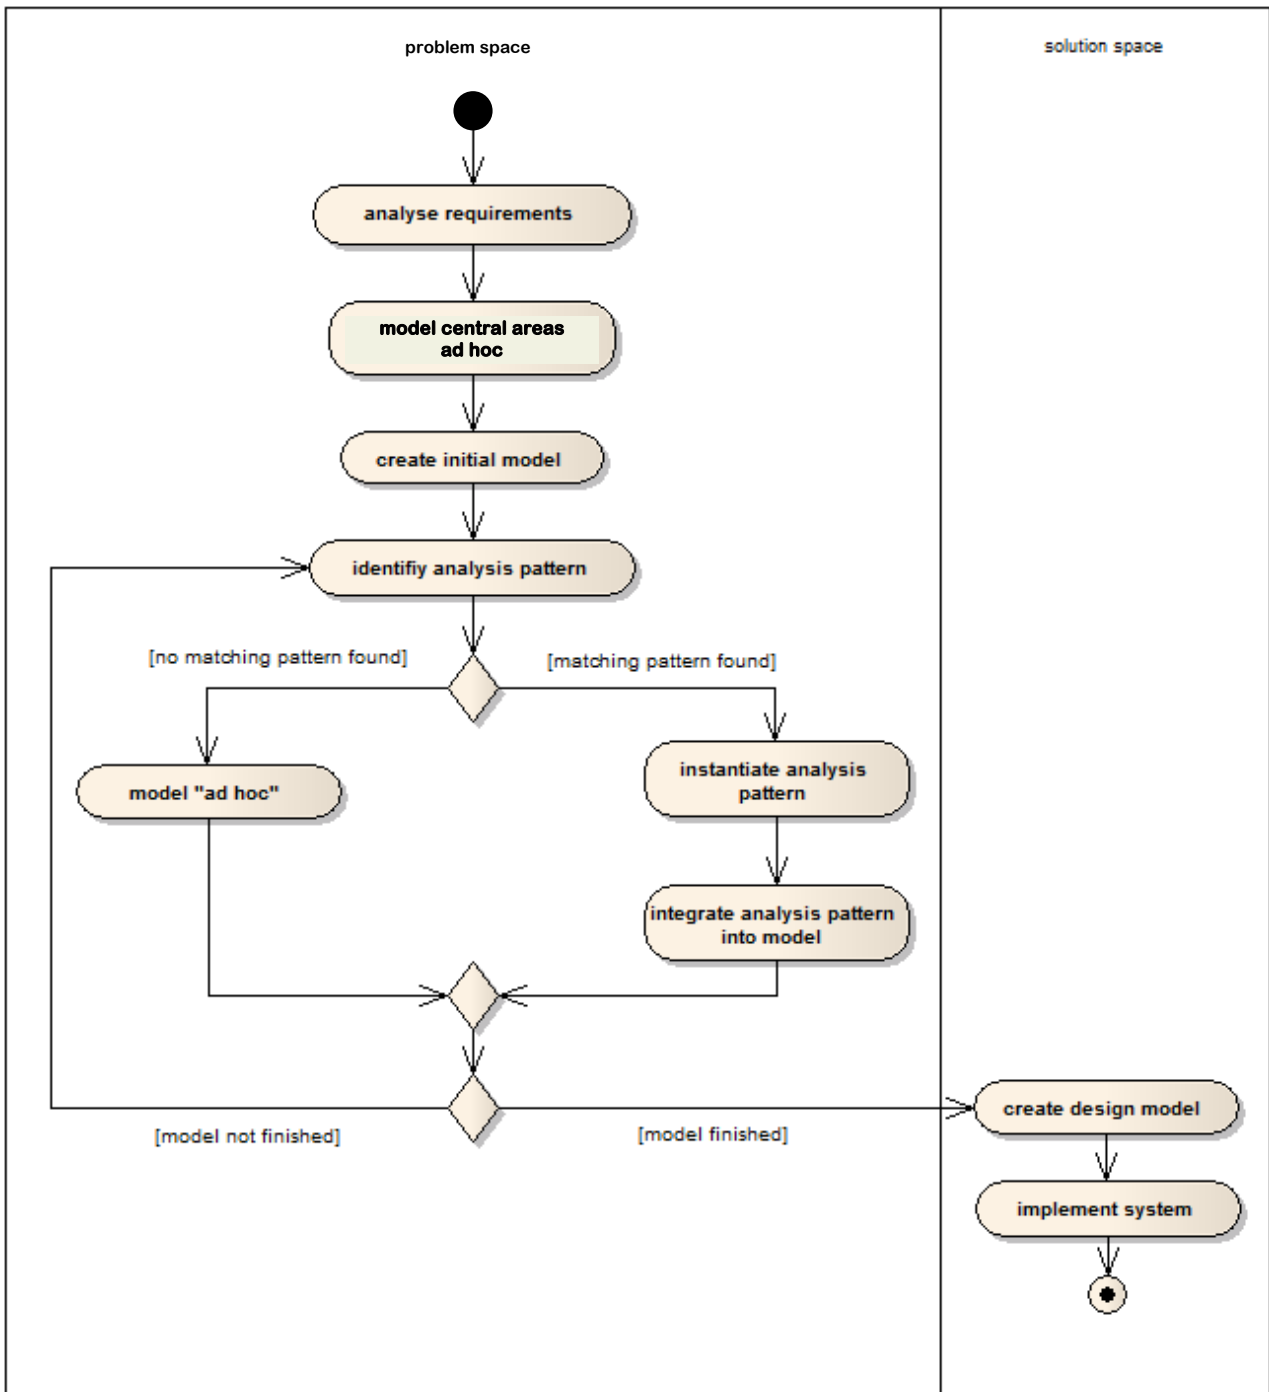 problem space
solution space
analyse requirements
model central areas
ad hoc
create initial model
identifiy analysis pattern
[no matching pattern found]
[matching pattern found]
model "ad hoc"
instantiate analysis
pattern
integrate analysis pattern
into model
[model not finished]
[model finished]
create design model
implement system